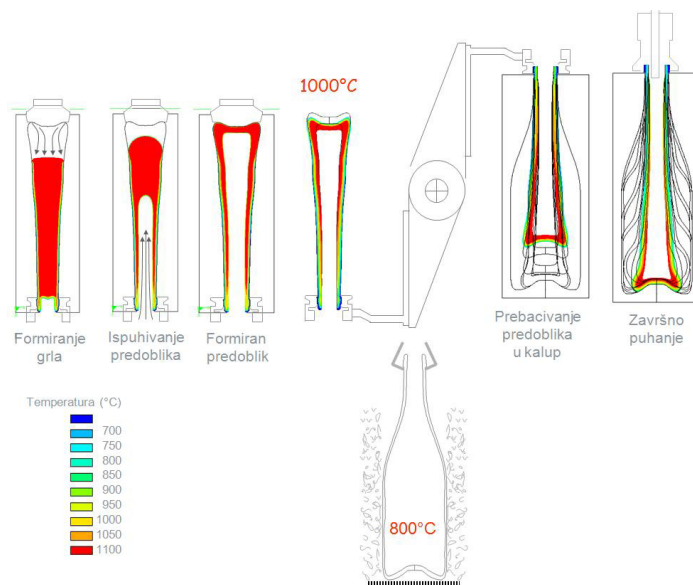 1000°C
Formiranje
grla
Ispuhivanje
predoblika
Formiran
predoblik
Prebacivanje
predoblika
u kalup
Završno
puhanje
Temperatura (°C)
700
750
800
850
900
950
1000
1050
1100
800°C